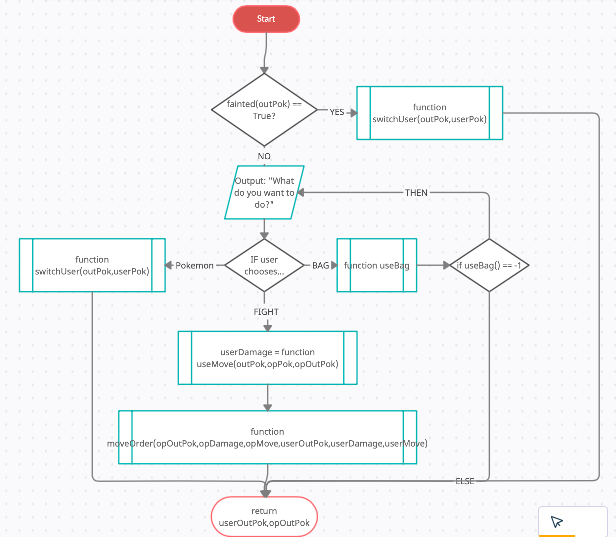 Start
fainted(outPok) ==
True?
YES
function
switchUser(outPok,userPok)
NO
Output: "What
do you want to
do?"
THEN
function
switchUser(outPok,userPok)
Pokemon
IF user
chooses...
BAG
function useBag
if useBag() == -1
FIGHT
userDamage = function
useMove(outPok,opPok,opOutPok)
function
moveOrder(opOutPok,opDamage,opMove,userOutPok,userDamage,userMove)
ELSE
return
userOutPok,opOutPok